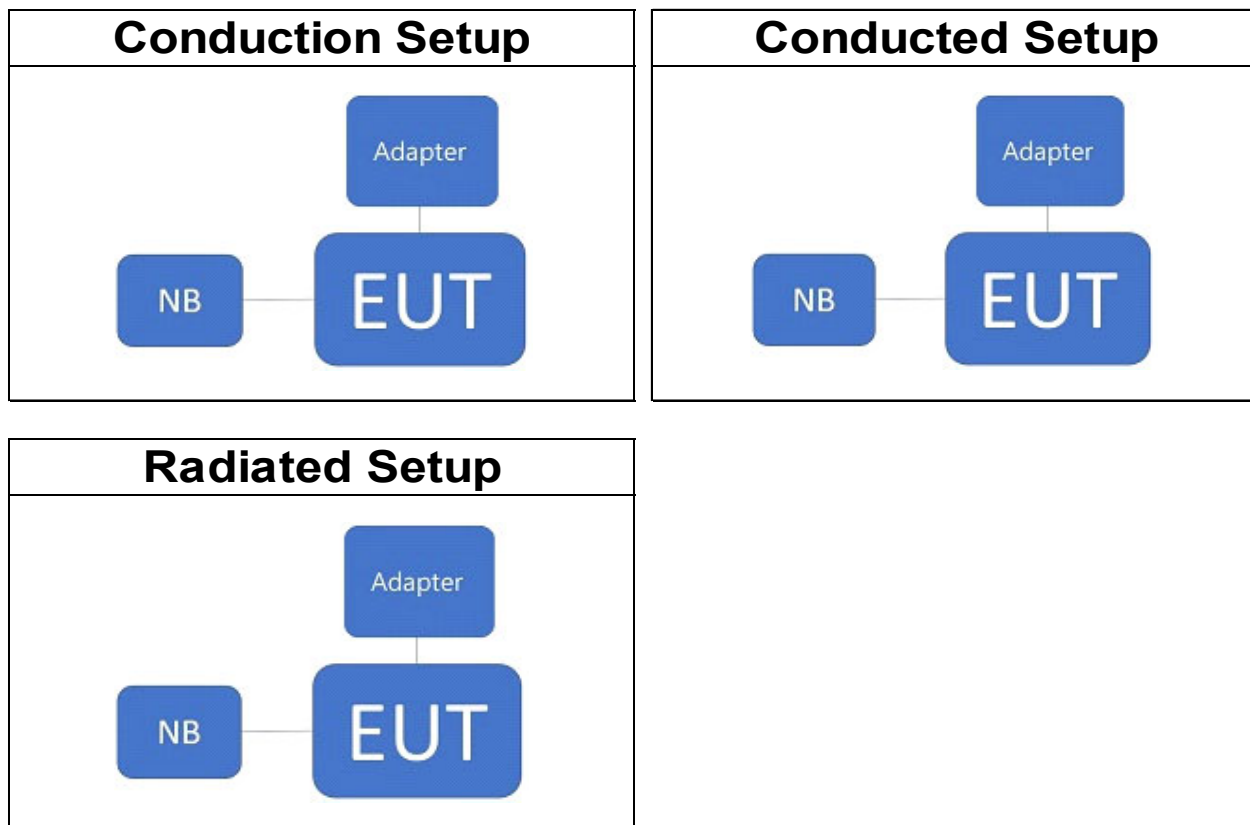 Conduction Setup
Adapter
NB
EUT
Conducted Setup
Adapter
NB
EUT
Radiated Setup
Adapter
NB
EUT